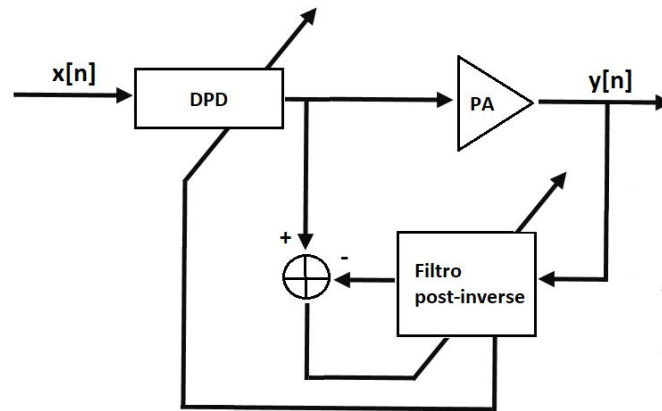 x[n]
DPD
PA
y[n]
+
-
Filtro
post-inverse